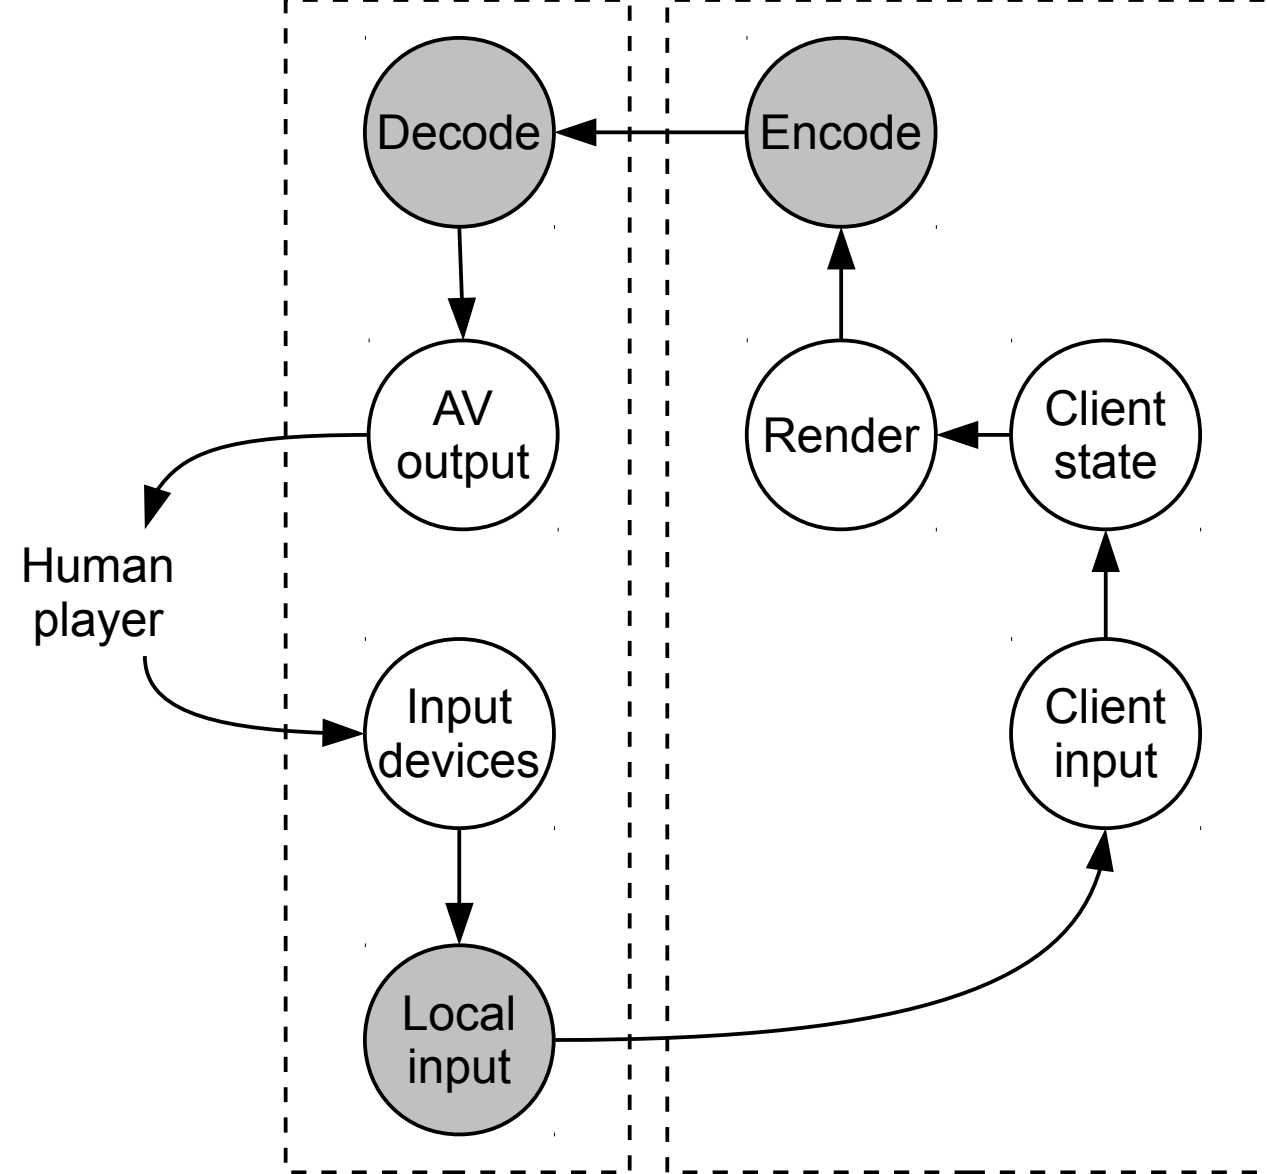 Decode
Encode
AV
output
Render
Client
state
Human
player
Input
devices
Client
input
Local
input